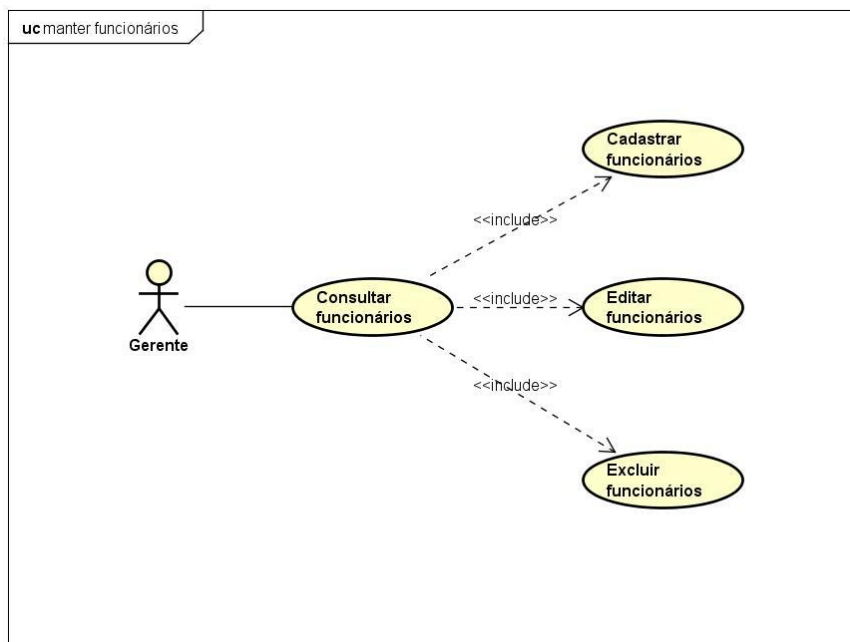 uc manter funcionários
Cadastrar
funcionários
<<include>>
Consultar
funcionários
<<include>>
Editar
funcionários
Gerente
<<include>>
Excluir
funcionários